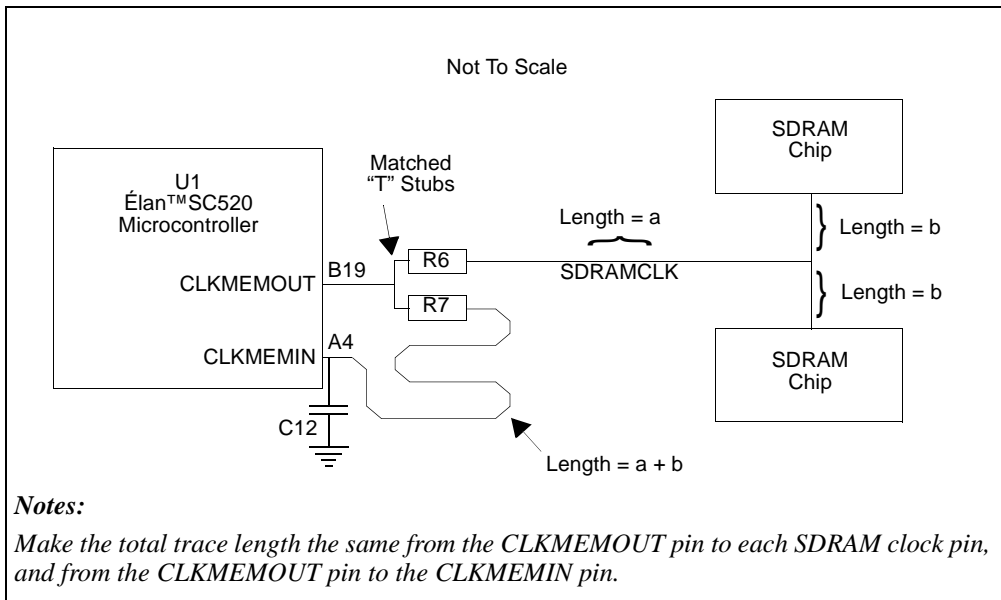 Not To Scale
SDRAM
Chip
Matched
“T” Stubs
U1
Élan™SC520
Microcontroller
Length = a
Length = b
B19
R6
CLKMEMOUT
SDRAMCLK
R7
Length = b
A4
CLKMEMIN
SDRAM
Chip
C12
Length = a + b
Notes:
Make the total trace length the same from the CLKMEMOUT pin to each SDRAM clock pin,
and from the CLKMEMOUT pin to the CLKMEMIN pin.